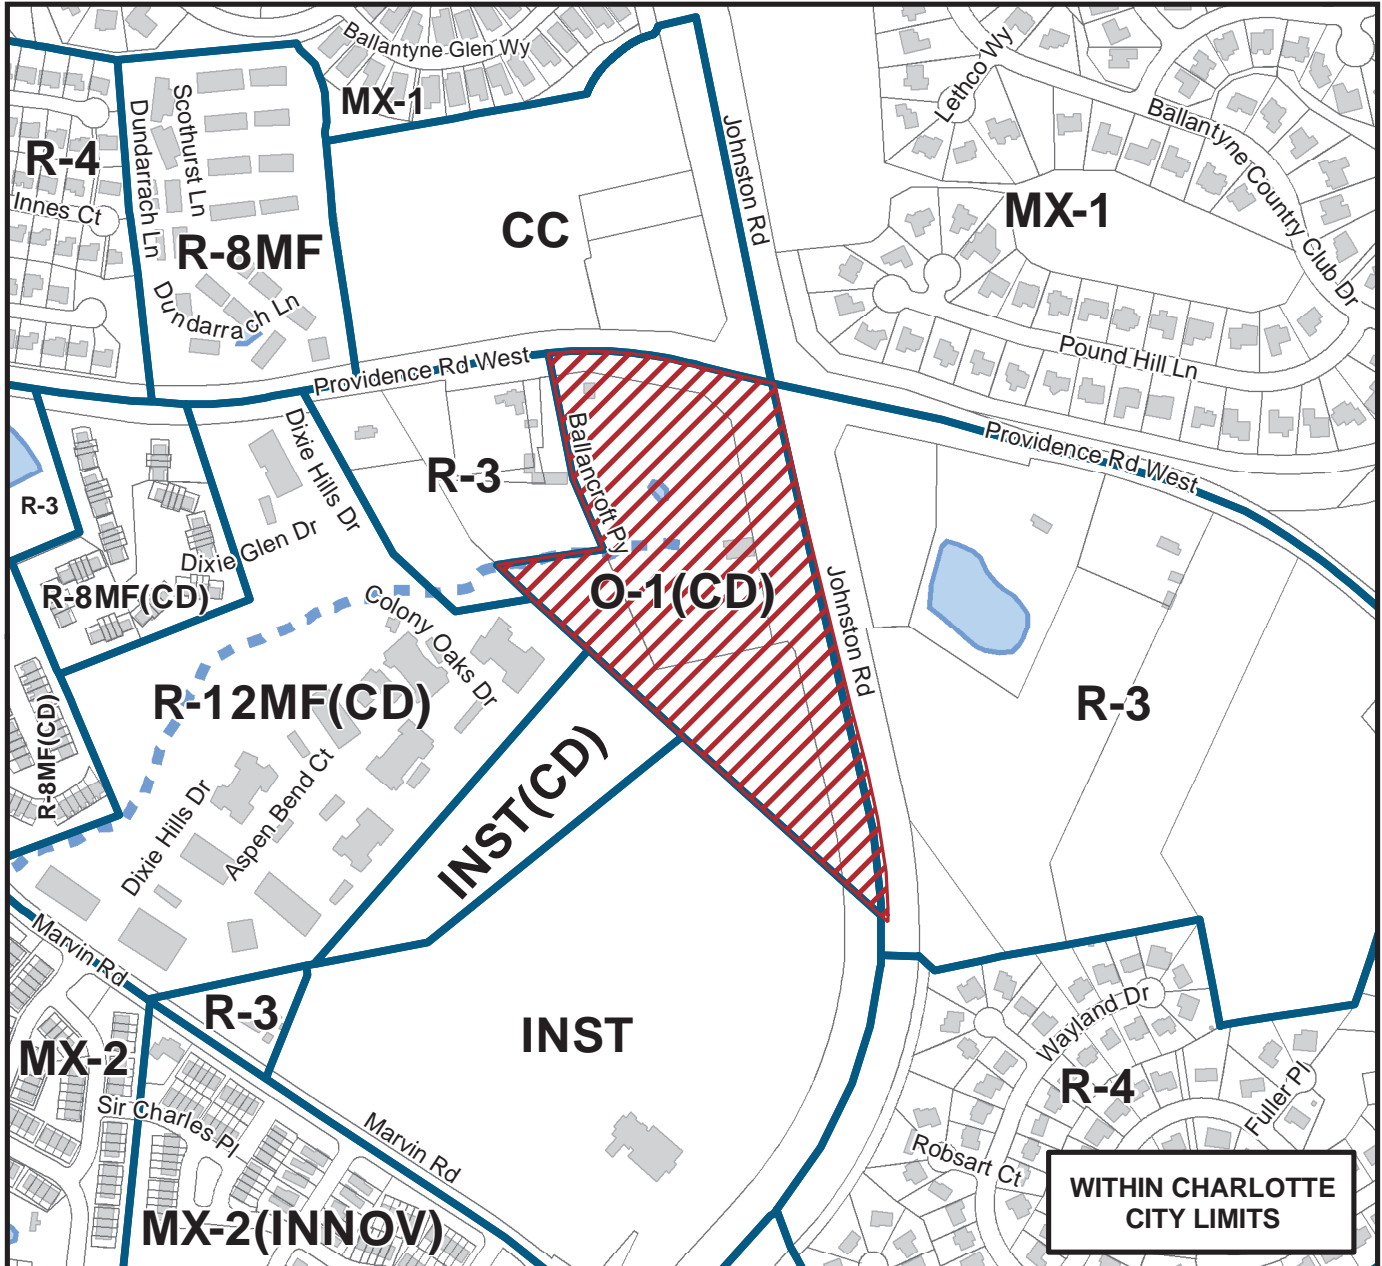 Ballantyne Glen Wy
Lethco Wy
MX-1
Scothurst Ln
Dundarrach Ln
Johnston Rd
Ballantyne Country Club Dr
R-4
Innes Ct
CC
MX-1
R-8MF
Dundarrach Ln
Pound Hill Ln
Providence Rd West
Dixie Hills Dr
Ballancroft Py
Providence Rd West
R-3
R-3
Dixie Glen Dr
R-8MF(CD)
Colony Oaks Dr
O-1(CD)
Johnston Rd
R-12MF(CD)
R-3
R-8MF(CD)
INST(CD)
Dixie Hills Dr
Aspen Bend Ct
Marvin Rd
R-3
INST
Wayland Dr
MX-2
R-4
Fuller Pl
Sir Charles Pl
Marvin Rd
Robsart Ct
MX-2(INNOV)
WITHIN CHARLOTTE
CITY LIMITS